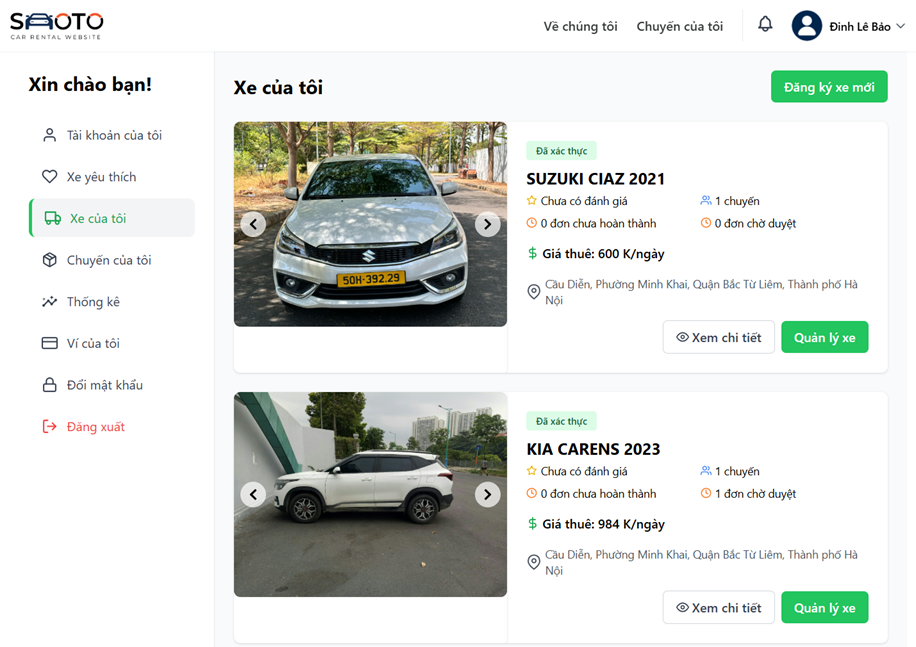 SAOTO
CAR RENTAL WEBSITE
Về chúng tôi
Chuyến của tôi
Đinh Lê Bảo
Xin chào bạn!
Tài khoản của tôi
Xe yêu thích
Xe của tôi
Chuyến của tôi
Thống kê
Ví của tôi
Đổi mật khẩu
Đăng xuất
Xe của tôi
Đăng ký xe mới
50H-392.29
Đã xác thực
SUZUKI CIAZ 2021
Chưa có đánh giá
1 chuyến
0 đơn chưa hoàn thành
0 đơn chờ duyệt
$ Giá thuê: 600 K/ngày
Cầu Diễn, Phường Minh Khai, Quận Bắc Từ Liêm, Thành phố Hà
Nội
Xem chi tiết
Quản lý xe
Đã xác thực
KIA CARENS 2023
Chưa có đánh giá
1 chuyến
0 đơn chưa hoàn thành
1 đơn chờ duyệt
$ Giá thuê: 984 K/ngày
Cầu Diễn, Phường Minh Khai, Quận Bắc Từ Liêm, Thành phố Hà
Nội
Xem chi tiết
Quản lý xe